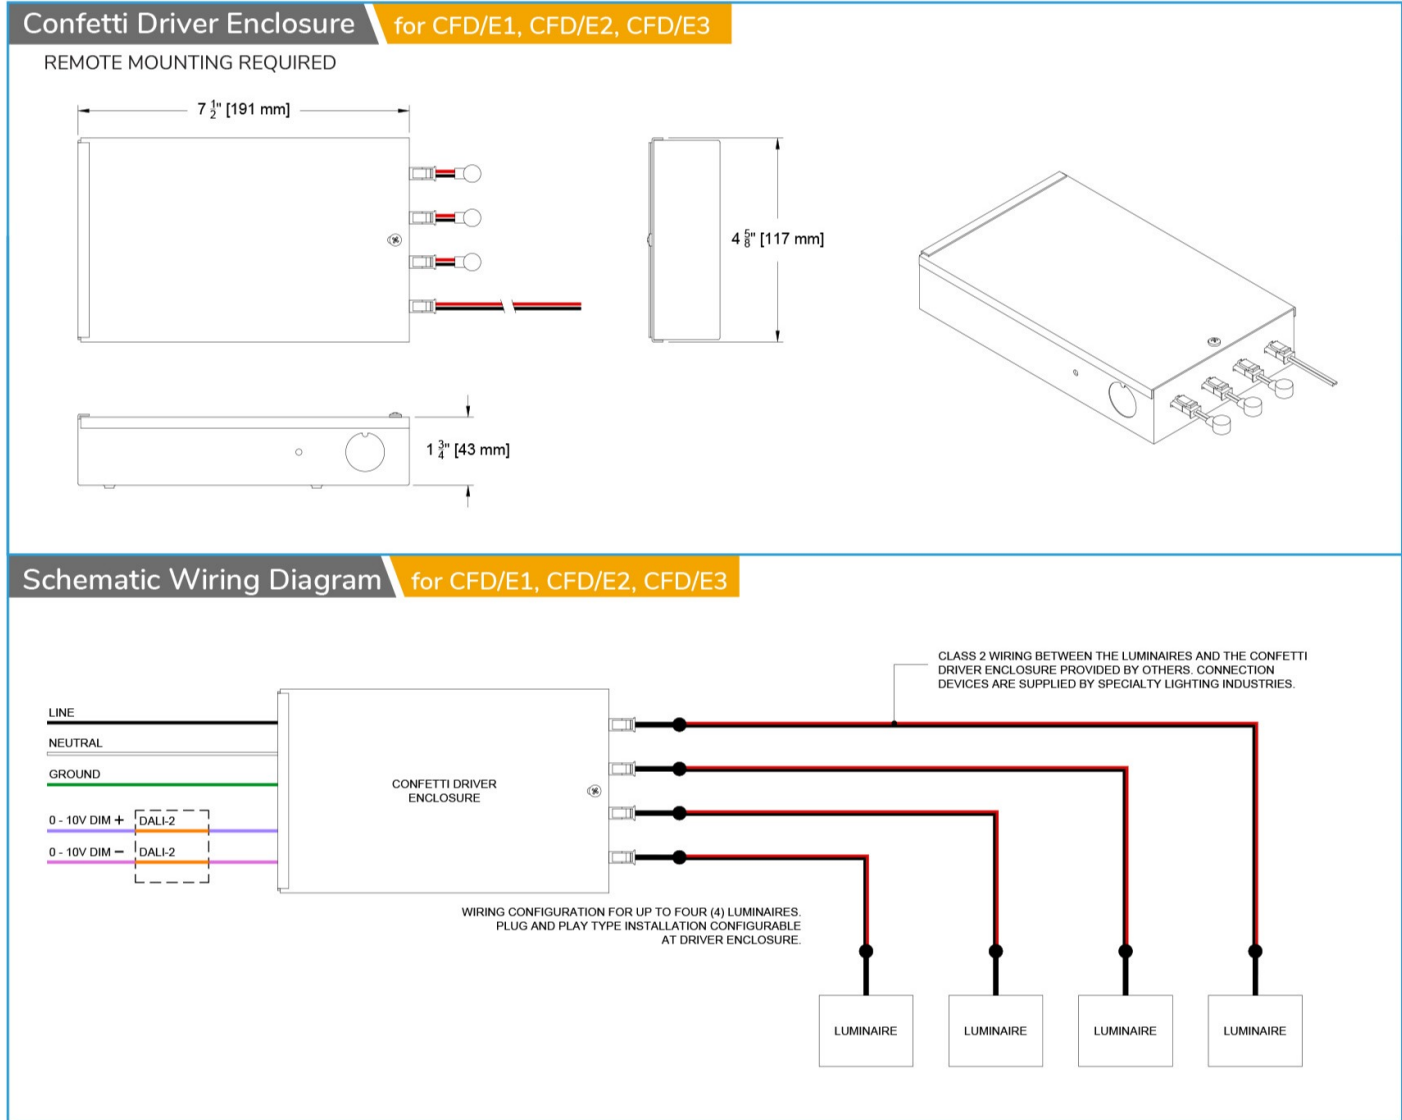 Confetti Driver Enclosure for CFD/E1, CFD/E2, CFD/E3
REMOTE MOUNTING REQUIRED
7 1/2" [191 mm]
4 5/8" [117 mm]
1 3/4" [43 mm]
Schematic Wiring Diagram for CFD/E1, CFD/E2, CFD/E3
CLASS 2 WIRING BETWEEN THE LUMINAIRES AND THE CONFETTI
DRIVER ENCLOSURE PROVIDED BY OTHERS. CONNECTION
DEVICES ARE SUPPLIED BY SPECIALTY LIGHTING INDUSTRIES.
LINE
NEUTRAL
GROUND
0 - 10V DIM + DALI-2
0 - 10V DIM − DALI-2
CONFETTI DRIVER
ENCLOSURE
WIRING CONFIGURATION FOR UP TO FOUR (4) LUMINAIRES.
PLUG AND PLAY TYPE INSTALLATION CONFIGURABLE
AT DRIVER ENCLOSURE.
LUMINAIRE
LUMINAIRE
LUMINAIRE
LUMINAIRE